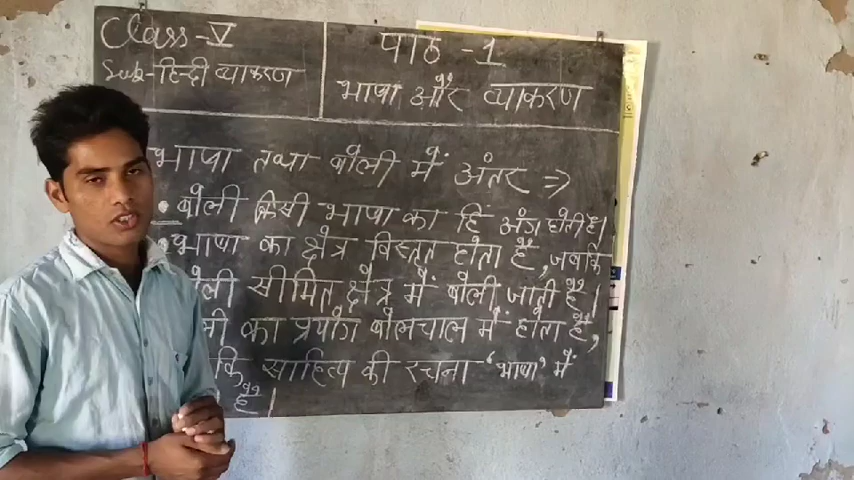 Class - V
Sub-हिन्दी व्याकरण
पाठ - 1
भाषा और व्याकरण
भाषा तथा बोली में अंतर ⇒
• बोली किसी भाषा का हि अंग होती है।
• भाषा का क्षेत्र विस्तृत होता है, जबकि
सीमित क्षेत्र में बोली जाती है।
का प्रयोग बोलचाल में होता है,
साहित्य की रचना 'भाषा' में
है।